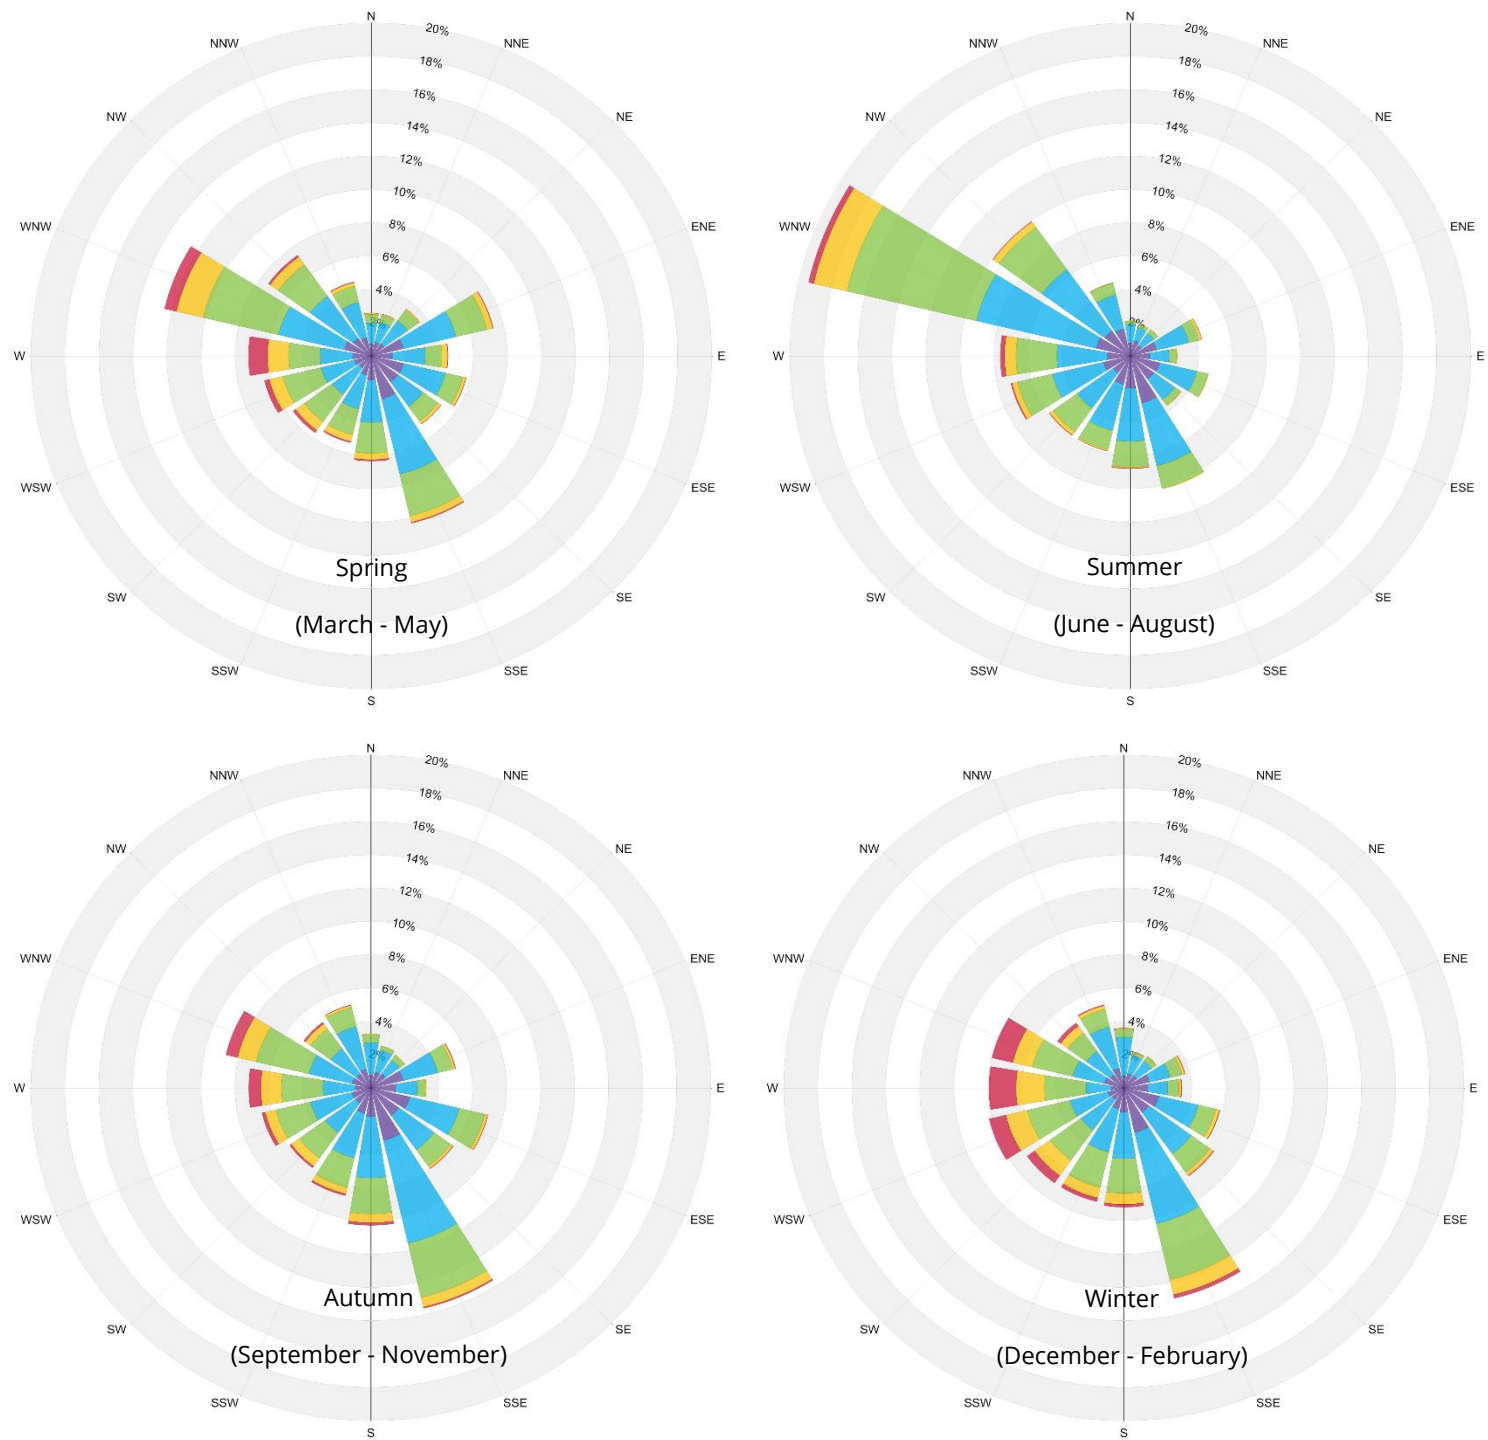 N
N
20%
20%
NNW
NNE
NNW
NNE
18%
18%
16%
16%
NW
NE
NW
NE
14%
14%
12%
12%
10%
10%
WNW
8%
ENE
WNW
8%
ENE
6%
6%
4%
4%
2%
2%
W
E
W
E
WSW
ESE
WSW
ESE
Spring
Summer
SW
SE
SW
SE
(March - May)
(June - August)
SSW
SSE
SSW
SSE
S
S
N
N
20%
20%
NNW
NNE
NNW
NNE
18%
18%
16%
16%
NW
NE
NW
NE
14%
14%
12%
12%
10%
10%
WNW
8%
ENE
WNW
8%
ENE
6%
6%
4%
4%
2%
2%
W
E
W
E
WSW
ESE
WSW
ESE
Autumn
Winter
SW
SE
SW
SE
(September - November)
(December - February)
SSW
SSE
SSW
SSE
S
S